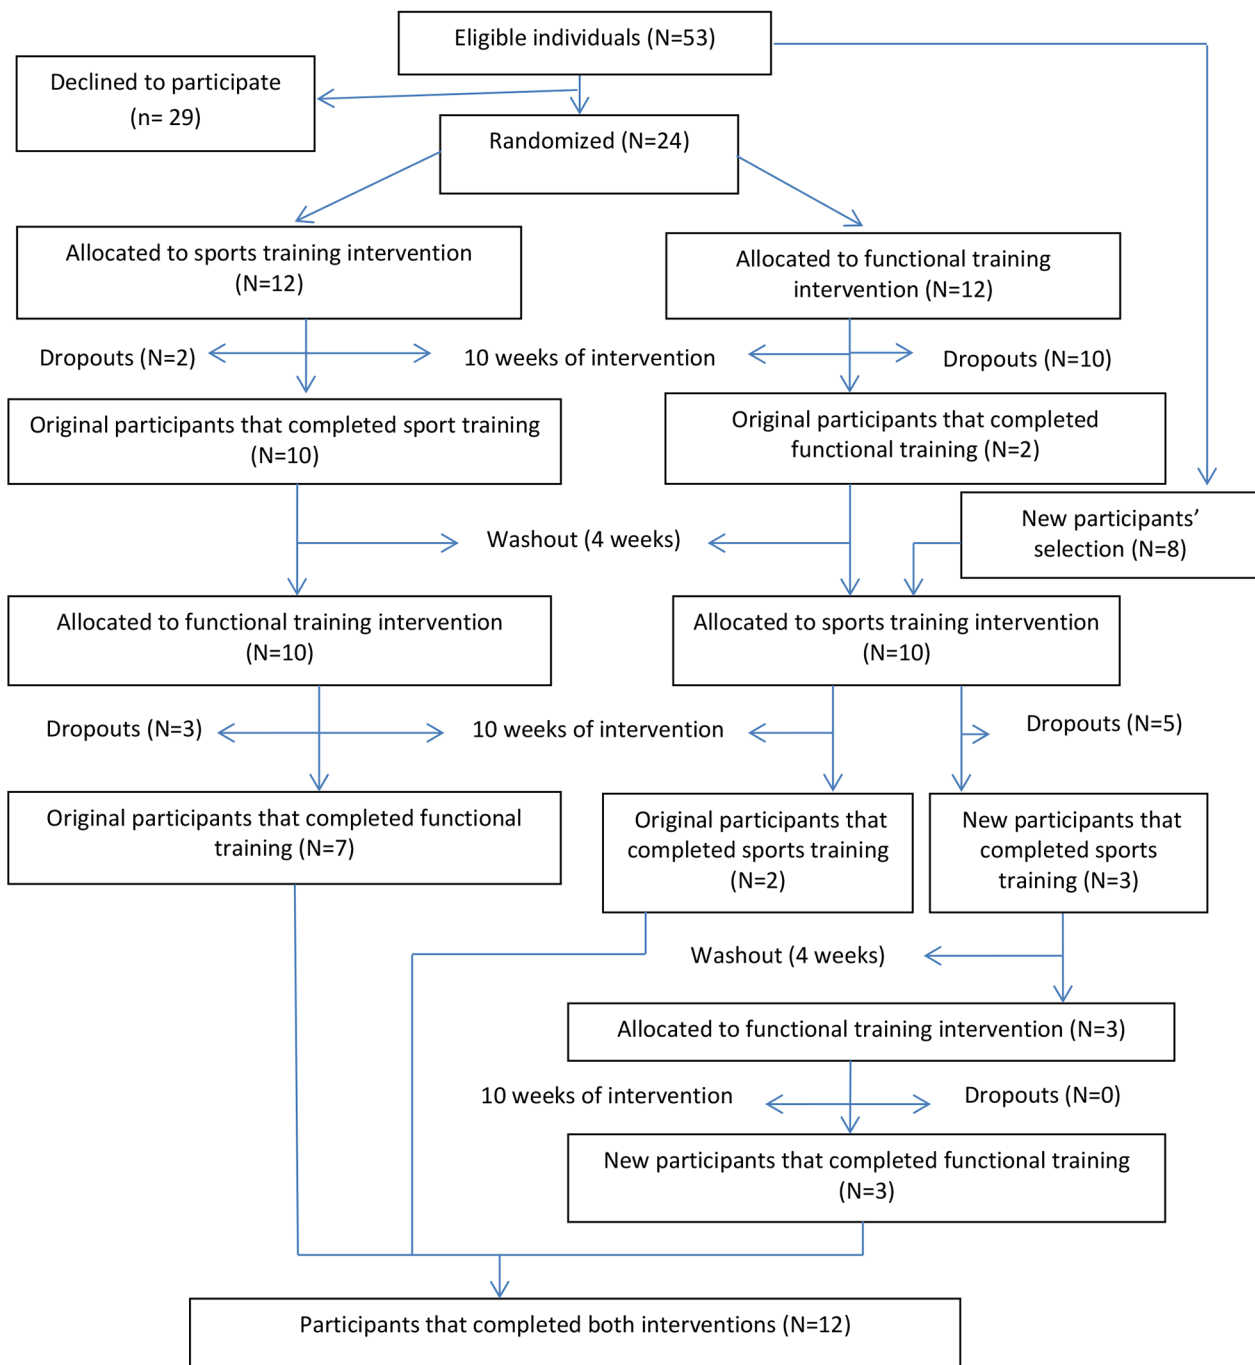 Eligible individuals (N=53)
Declined to participate
(n= 29)
Randomized (N=24)
Allocated to sports training intervention
(N=12)
Allocated to functional training
intervention (N=12)
Dropouts (N=2)
10 weeks of intervention
Dropouts (N=10)
Original participants that completed sport training
(N=10)
Original participants that completed
functional training (N=2)
New participants’
selection (N=8)
Washout (4 weeks)
Allocated to functional training intervention
(N=10)
Allocated to sports training intervention
(N=10)
Dropouts (N=3)
10 weeks of intervention
Dropouts (N=5)
Original participants that completed functional
training (N=7)
Original participants that
completed sports training
(N=2)
New participants that
completed sports
training (N=3)
Washout (4 weeks)
Allocated to functional training intervention (N=3)
10 weeks of intervention
Dropouts (N=0)
New participants that completed functional training
(N=3)
Participants that completed both interventions (N=12)